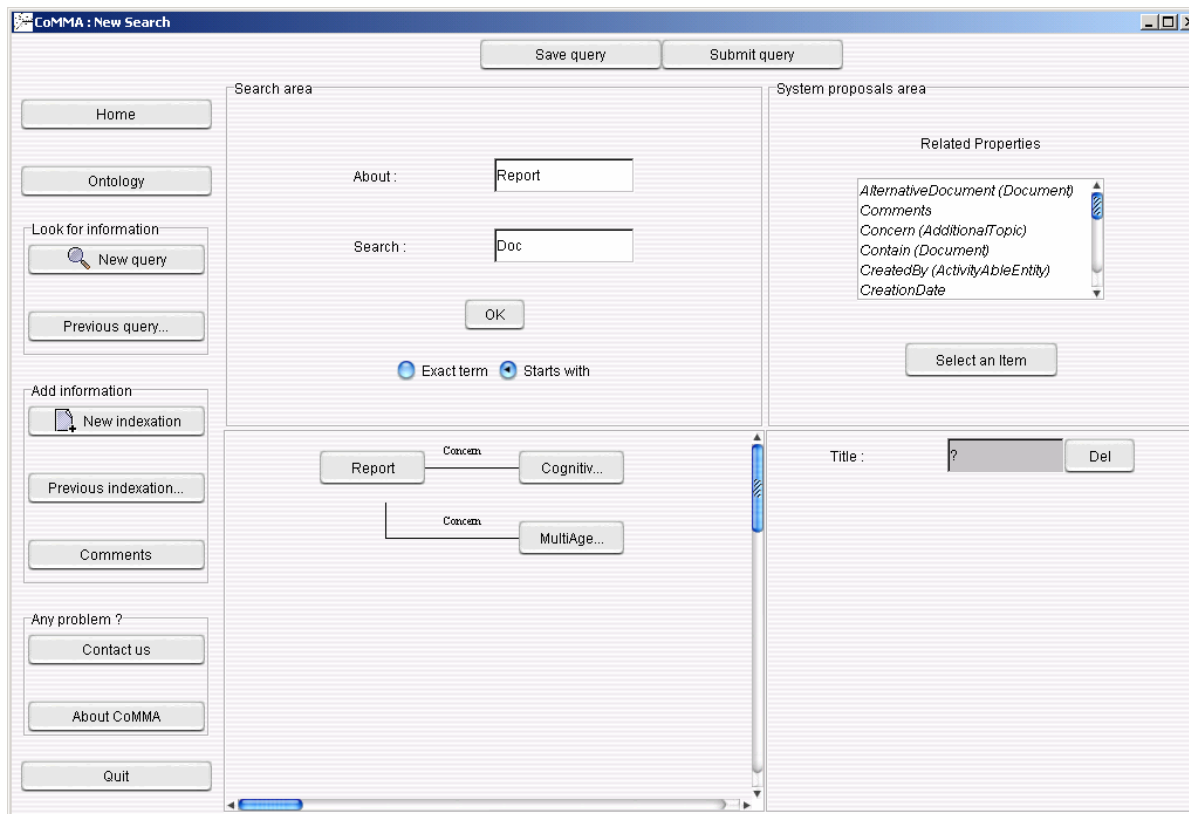 CoMMA : New Search
Save query
Submit query
Home
Ontology
Look for information
New query
Previous query...
Add information
New indexation
Previous indexation...
Comments
Any problem ?
Contact us
About CoMMA
Quit
Search area
About :
Report
Search :
Doc
OK
Exact term
Starts with
System proposals area
Related Properties
AlternativeDocument (Document)
Comments
Concern (AdditionalTopic)
Contain (Document)
CreatedBy (ActivityAbleEntity)
CreationDate
Select an Item
Report
Concern
Cognitiv...
Concern
MultiAge...
Title :
?
Del